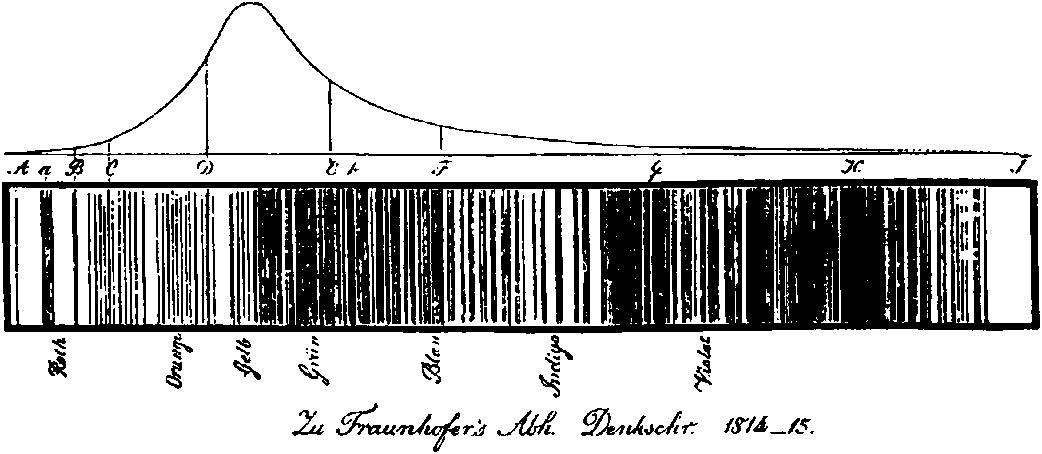 A a B C D E b F G H I
Roth Orange Gelb Grün Blau Indigo Violet
Zu Fraunhofer's Abh. Denkschr. 1814_15.